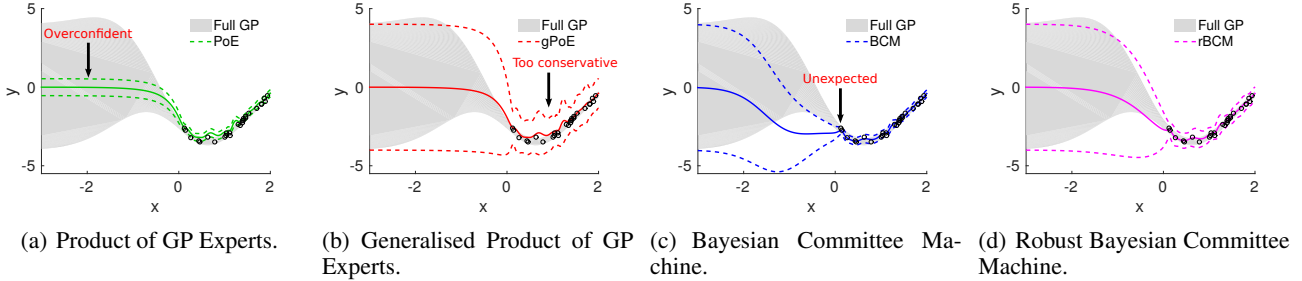 5
Overconfident
Full GP
PoE
y
0
-5
-2
0
2
x
(a) Product of GP Experts.
5
Full GP
gPoE
Too conservative
y
0
-5
-2
0
2
x
(b) Generalised Product of GP
Experts.
5
Full GP
BCM
Unexpected
y
0
-5
-2
0
2
x
(c) Bayesian Committee Ma-
chine.
5
Full GP
rBCM
y
0
-5
-2
0
2
x
(d) Robust Bayesian Committee
Machine.